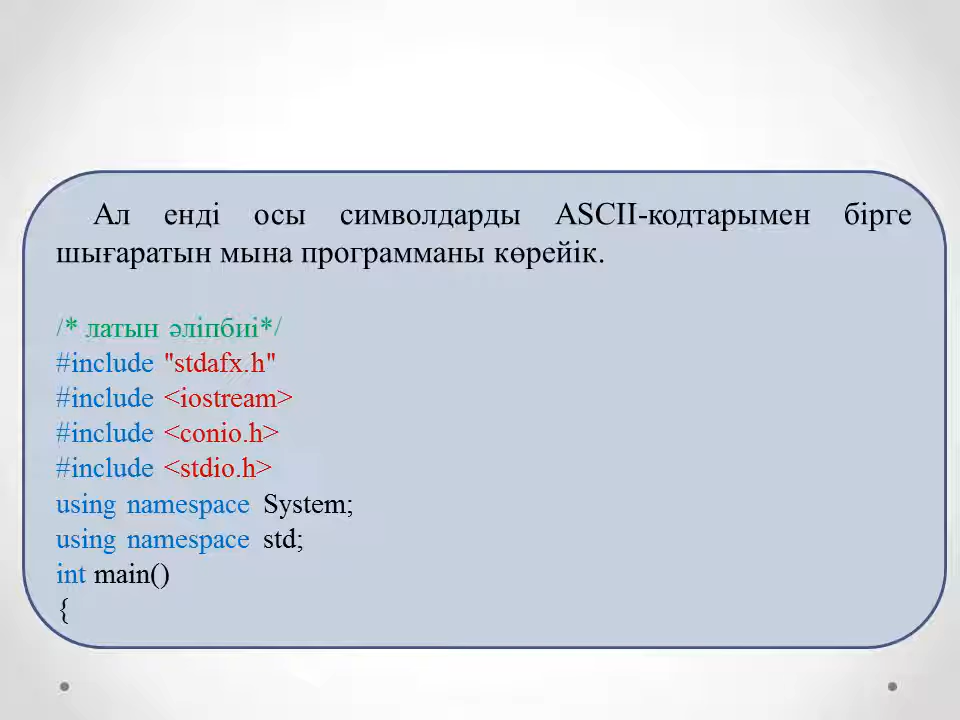 Ал енді осы символдарды ASCII-кодтарымен бірге
шығаратын мына программаны көрейік.
/* латын әліпбиі*/
#include "stdafx.h"
#include <iostream>
#include <conio.h>
#include <stdio.h>
using namespace System;
using namespace std;
int main()
{